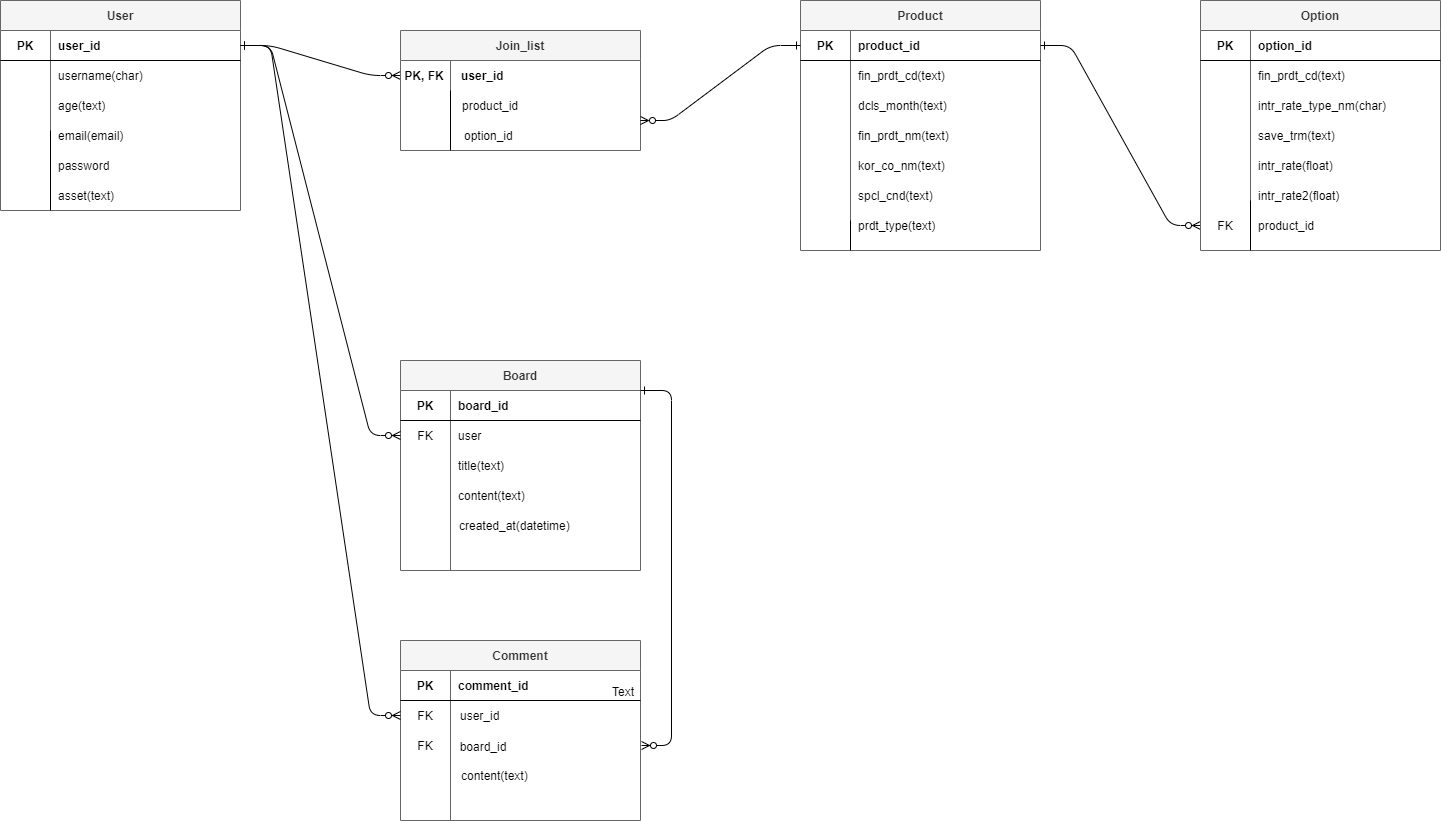 User
PK user_id
username(char)
age(text)
email(email)
password
asset(text)
Join_list
PK, FK user_id
product_id
option_id
Product
PK product_id
fin_prdt_cd(text)
dcls_month(text)
fin_prdt_nm(text)
kor_co_nm(text)
spcl_cnd(text)
prdt_type(text)
Option
PK option_id
fin_prdt_cd(text)
intr_rate_type_nm(char)
save_trm(text)
intr_rate(float)
intr_rate2(float)
FK product_id
Board
PK board_id
FK user
title(text)
content(text)
created_at(datetime)
Comment
PK comment_id Text
FK user_id
FK board_id
content(text)